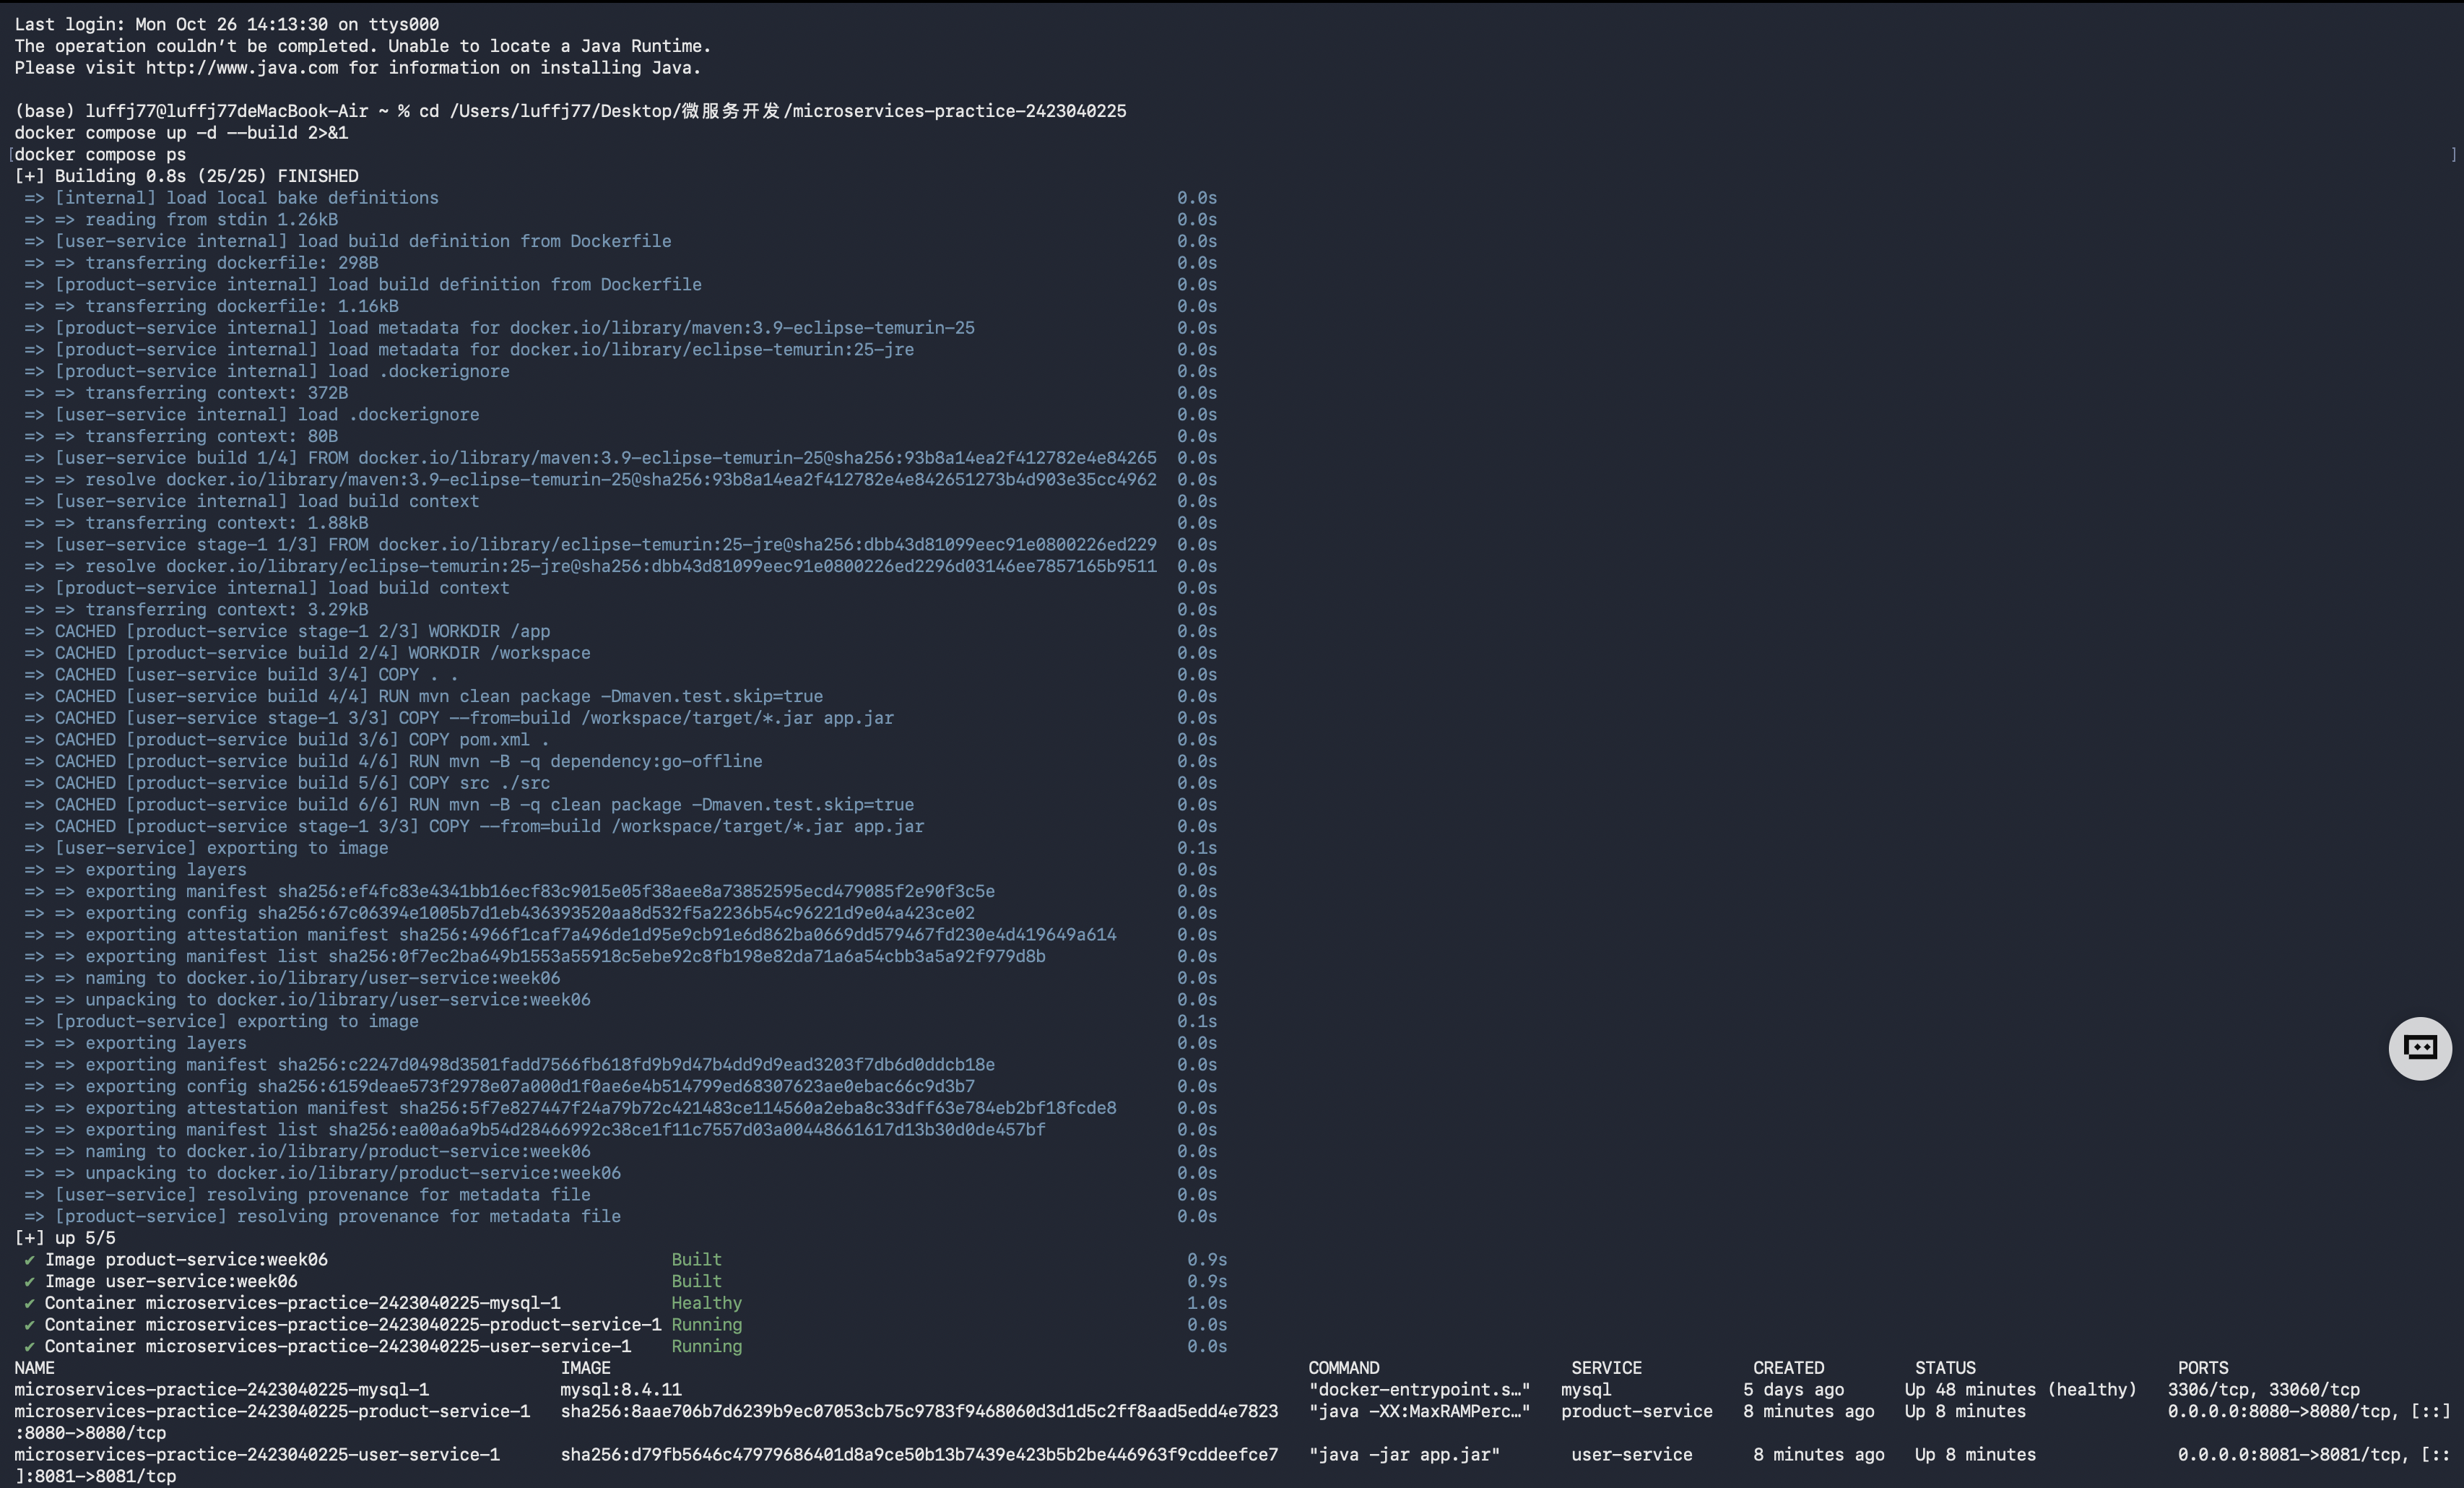 Last login: Mon Oct 26 14:13:30 on ttys000
The operation couldn’t be completed. Unable to locate a Java Runtime.
Please visit http://www.java.com for information on installing Java.
(base) luffj77@luffj77deMacBook-Air ~ % cd /Users/luffj77/Desktop/微服务开发/microservices-practice-2423040225
docker compose up -d --build 2>&1
[docker compose ps ]
[+] Building 0.8s (25/25) FINISHED
=> [internal] load local bake definitions 0.0s
=> => reading from stdin 1.26kB 0.0s
=> [user-service internal] load build definition from Dockerfile 0.0s
=> => transferring dockerfile: 298B 0.0s
=> [product-service internal] load build definition from Dockerfile 0.0s
=> => transferring dockerfile: 1.16kB 0.0s
=> [product-service internal] load metadata for docker.io/library/maven:3.9-eclipse-temurin-25 0.0s
=> [product-service internal] load metadata for docker.io/library/eclipse-temurin:25-jre 0.0s
=> [product-service internal] load .dockerignore 0.0s
=> => transferring context: 372B 0.0s
=> [user-service internal] load .dockerignore 0.0s
=> => transferring context: 80B 0.0s
=> [user-service build 1/4] FROM docker.io/library/maven:3.9-eclipse-temurin-25@sha256:93b8a14ea2f412782e4e84265 0.0s
=> => resolve docker.io/library/maven:3.9-eclipse-temurin-25@sha256:93b8a14ea2f412782e4e842651273b4d903e35cc4962 0.0s
=> [user-service internal] load build context 0.0s
=> => transferring context: 1.88kB 0.0s
=> [user-service stage-1 1/3] FROM docker.io/library/eclipse-temurin:25-jre@sha256:dbb43d81099eec91e0800226ed229 0.0s
=> => resolve docker.io/library/eclipse-temurin:25-jre@sha256:dbb43d81099eec91e0800226ed2296d03146ee7857165b9511 0.0s
=> [product-service internal] load build context 0.0s
=> => transferring context: 3.29kB 0.0s
=> CACHED [product-service stage-1 2/3] WORKDIR /app 0.0s
=> CACHED [product-service build 2/4] WORKDIR /workspace 0.0s
=> CACHED [user-service build 3/4] COPY . . 0.0s
=> CACHED [user-service build 4/4] RUN mvn clean package -Dmaven.test.skip=true 0.0s
=> CACHED [user-service stage-1 3/3] COPY --from=build /workspace/target/*.jar app.jar 0.0s
=> CACHED [product-service build 3/6] COPY pom.xml . 0.0s
=> CACHED [product-service build 4/6] RUN mvn -B -q dependency:go-offline 0.0s
=> CACHED [product-service build 5/6] COPY src ./src 0.0s
=> CACHED [product-service build 6/6] RUN mvn -B -q clean package -Dmaven.test.skip=true 0.0s
=> CACHED [product-service stage-1 3/3] COPY --from=build /workspace/target/*.jar app.jar 0.0s
=> [user-service] exporting to image 0.1s
=> => exporting layers 0.0s
=> => exporting manifest sha256:ef4fc83e4341bb16ecf83c9015e05f38aee8a73852595ecd479085f2e90f3c5e 0.0s
=> => exporting config sha256:67c06394e1005b7d1eb436393520aa8d532f5a2236b54c96221d9e04a423ce02 0.0s
=> => exporting attestation manifest sha256:4966f1caf7a496de1d95e9cb91e6d862ba0669dd579467fd230e4d419649a614 0.0s
=> => exporting manifest list sha256:0f7ec2ba649b1553a55918c5ebe92c8fb198e82da71a6a54cbb3a5a92f979d8b 0.0s
=> => naming to docker.io/library/user-service:week06 0.0s
=> => unpacking to docker.io/library/user-service:week06 0.0s
=> [product-service] exporting to image 0.1s
=> => exporting layers 0.0s
=> => exporting manifest sha256:c2247d0498d3501fadd7566fb618fd9b9d47b4dd9d9ead3203f7db6d0ddcb18e 0.0s
=> => exporting config sha256:6159deae573f2978e07a000d1f0ae6e4b514799ed68307623ae0ebac66c9d3b7 0.0s
=> => exporting attestation manifest sha256:5f7e827447f24a79b72c421483ce114560a2eba8c33dff63e784eb2bf18fcde8 0.0s
=> => exporting manifest list sha256:ea00a6a9b54d28466992c38ce1f11c7557d03a00448661617d13b30d0de457bf 0.0s
=> => naming to docker.io/library/product-service:week06 0.0s
=> => unpacking to docker.io/library/product-service:week06 0.0s
=> [user-service] resolving provenance for metadata file 0.0s
=> [product-service] resolving provenance for metadata file 0.0s
[+] up 5/5
✔ Image product-service:week06 Built 0.9s
✔ Image user-service:week06 Built 0.9s
✔ Container microservices-practice-2423040225-mysql-1 Healthy 1.0s
✔ Container microservices-practice-2423040225-product-service-1 Running 0.0s
✔ Container microservices-practice-2423040225-user-service-1 Running 0.0s
NAME IMAGE COMMAND SERVICE CREATED STATUS PORTS
microservices-practice-2423040225-mysql-1 mysql:8.4.11 "docker-entrypoint.s…" mysql 5 days ago Up 48 minutes (healthy) 3306/tcp, 33060/tcp
microservices-practice-2423040225-product-service-1 sha256:8aae706b7d6239b9ec07053cb75c9783f9468060d3d1d5c2ff8aad5edd4e7823 "java -XX:MaxRAMPerc…" product-service 8 minutes ago Up 8 minutes 0.0.0.0:8080->8080/tcp, [::]
:8080->8080/tcp
microservices-practice-2423040225-user-service-1 sha256:d79fb5646c47979686401d8a9ce50b13b7439e423b5b2be446963f9cddeefce7 "java -jar app.jar" user-service 8 minutes ago Up 8 minutes 0.0.0.0:8081->8081/tcp, [::
]:8081->8081/tcp